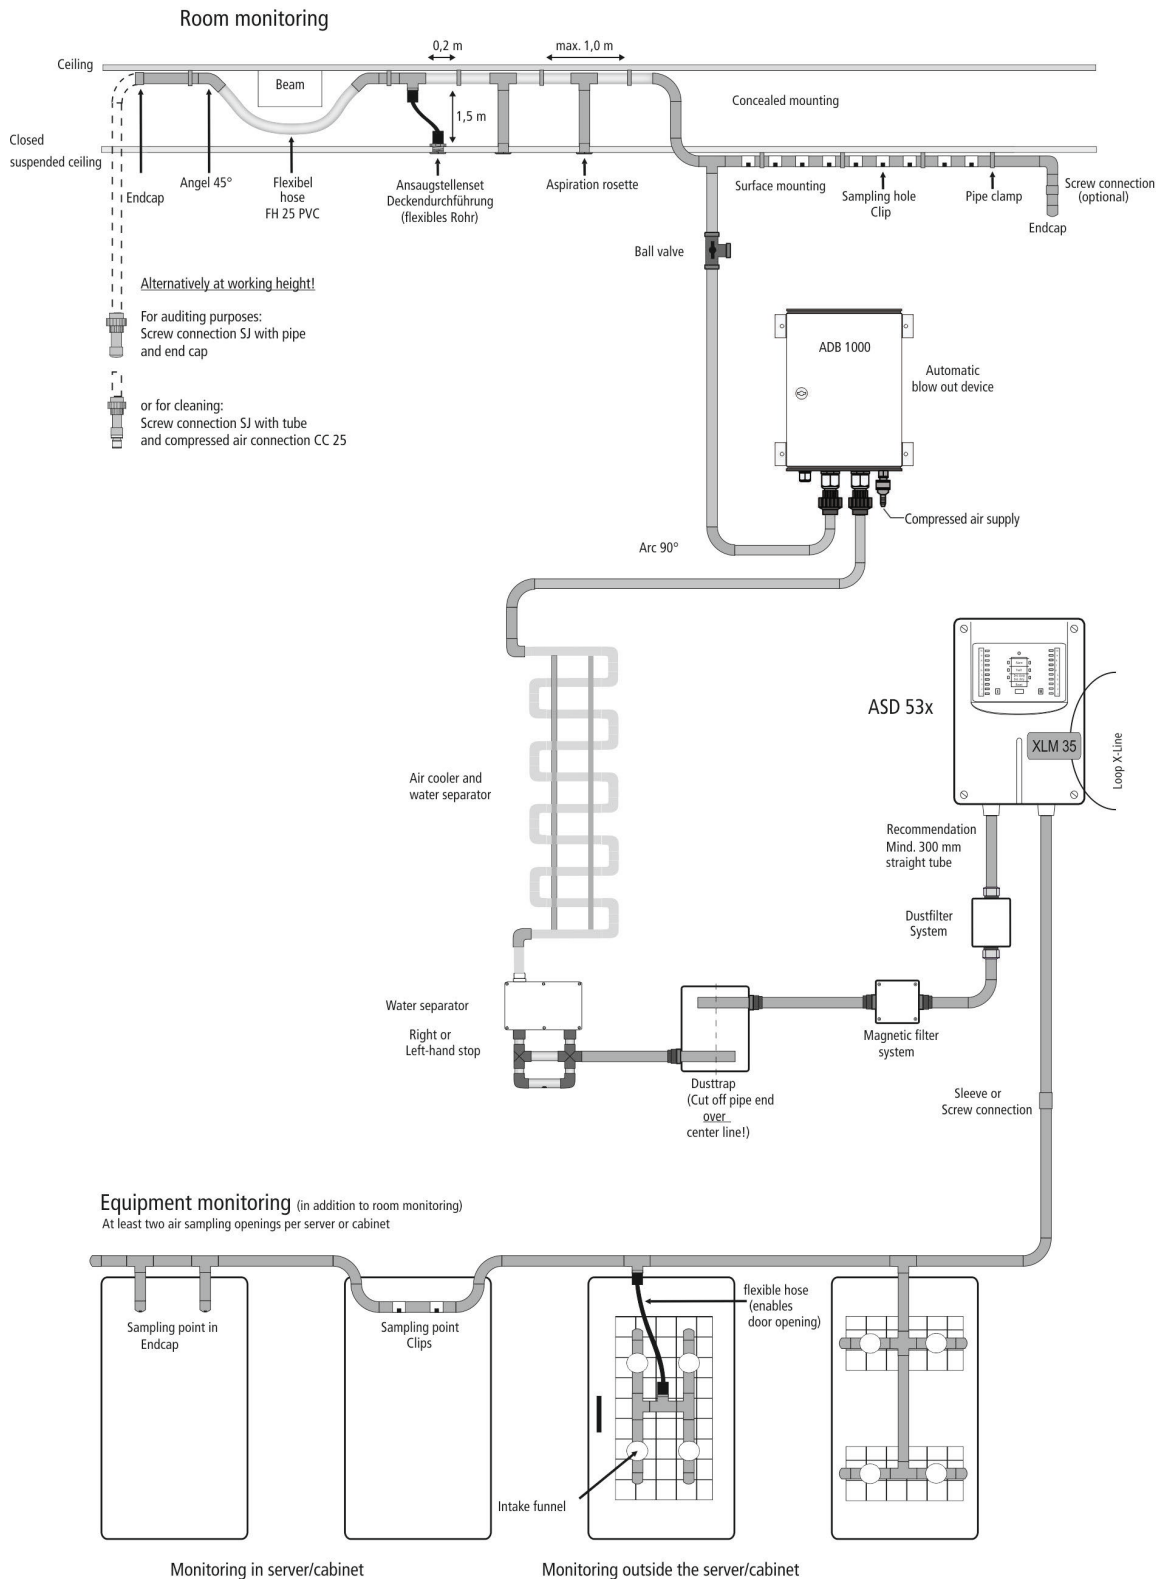 Room monitoring
0,2 m
max. 1,0 m
Ceiling
Beam
1,5 m
Concealed mounting
Closed
suspended ceiling
Endcap
Angel 45°
Flexibel
hose
FH 25 PVC
Ansaugstellenset
Deckendurchführung
(flexibles Rohr)
Aspiration rosette
Surface mounting
Sampling hole
Clip
Pipe clamp
Screw connection
(optional)
Endcap
Ball valve
Alternatively at working height!
For auditing purposes:
Screw connection SJ with pipe
and end cap
or for cleaning:
Screw connection SJ with tube
and compressed air connection CC 25
ADB 1000
Automatic
blow out device
Compressed air supply
Arc 90°
ASD 53x
XLM 35
Loop X-Line
Air cooler and
water separator
Recommendation
Mind. 300 mm
straight tube
Dustfilter
System
Water separator
Right or
Left-hand stop
Magnetic filter
system
Dusttrap
(Cut off pipe end
over
center line!)
Sleeve or
Screw connection
Equipment monitoring (in addition to room monitoring)
At least two air sampling openings per server or cabinet
Sampling point in
Endcap
Sampling point
Clips
flexible hose
(enables
door opening)
Intake funnel
Monitoring in server/cabinet
Monitoring outside the server/cabinet